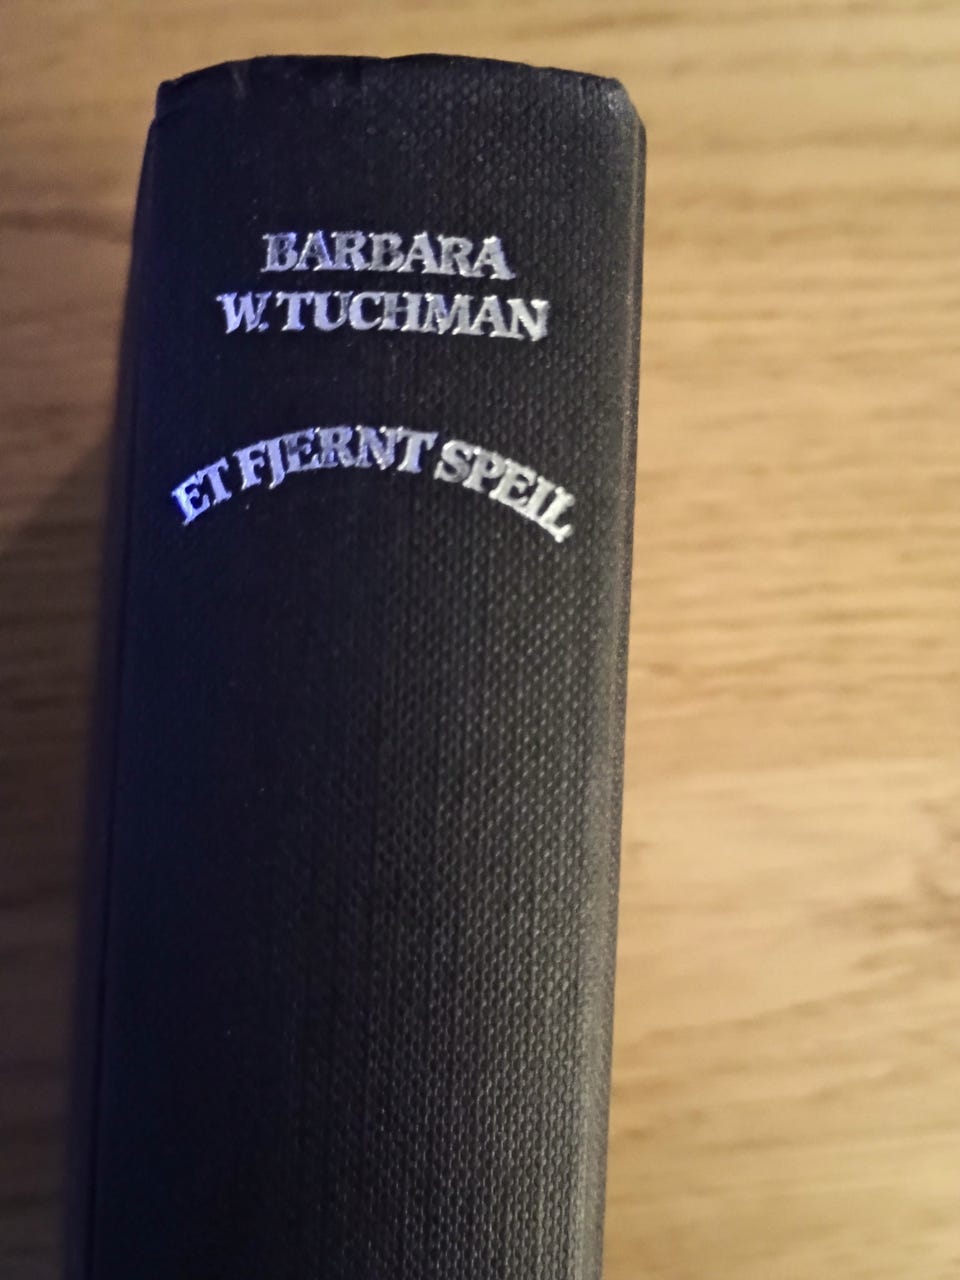 BARBARA
W. TUCHMAN
ET FJERNT SPEIL